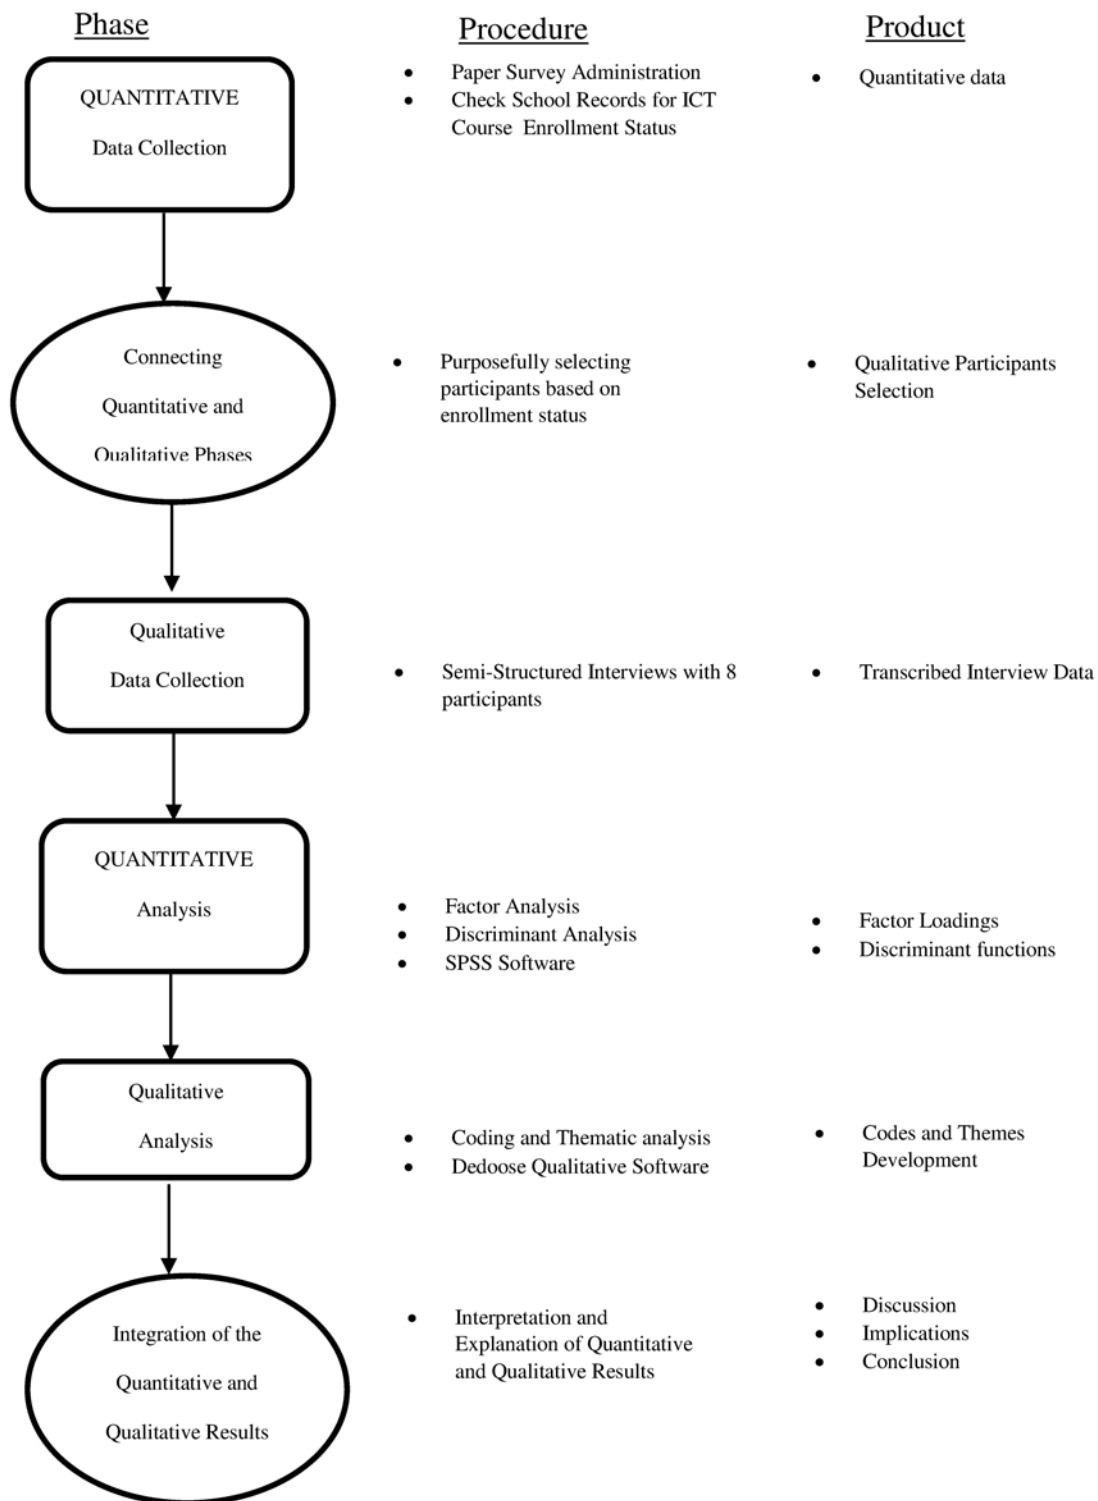 Phase
Procedure
Product
QUANTITATIVE
Data Collection
• Paper Survey Administration
• Check School Records for ICT
Course Enrollment Status
• Quantitative data
Connecting
Quantitative and
Qualitative Phases
• Purposefully selecting
participants based on
enrollment status
• Qualitative Participants
Selection
Qualitative
Data Collection
• Semi-Structured Interviews with 8
participants
• Transcribed Interview Data
QUANTITATIVE
Analysis
• Factor Analysis
• Discriminant Analysis
• SPSS Software
• Factor Loadings
• Discriminant functions
Qualitative
Analysis
• Coding and Thematic analysis
• Dedoose Qualitative Software
• Codes and Themes
Development
Integration of the
Quantitative and
Qualitative Results
• Interpretation and
Explanation of Quantitative
and Qualitative Results
• Discussion
• Implications
• Conclusion